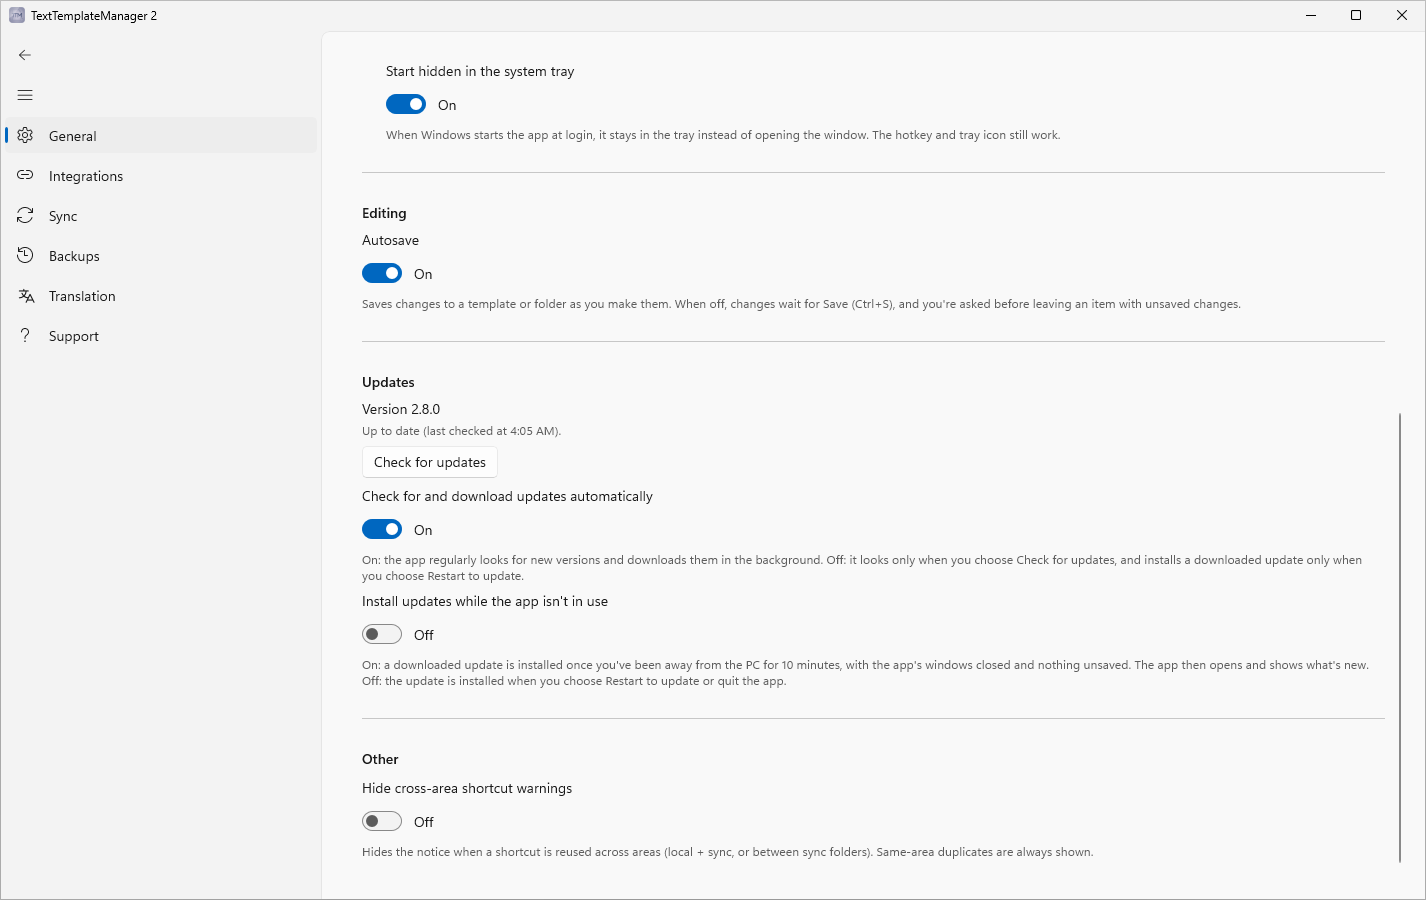 TextTemplateManager 2
General
Integrations
Sync
Backups
Translation
Support
Start hidden in the system tray
On
When Windows starts the app at login, it stays in the tray instead of opening the window. The hotkey and tray icon still work.
Editing
Autosave
On
Saves changes to a template or folder as you make them. When off, changes wait for Save (Ctrl+S), and you're asked before leaving an item with unsaved changes.
Updates
Version 2.8.0
Up to date (last checked at 4:05 AM).
Check for updates
Check for and download updates automatically
On
On: the app regularly looks for new versions and downloads them in the background. Off: it looks only when you choose Check for updates, and installs a downloaded update only when
you choose Restart to update.
Install updates while the app isn't in use
Off
On: a downloaded update is installed once you've been away from the PC for 10 minutes, with the app's windows closed and nothing unsaved. The app then opens and shows what's new.
Off: the update is installed when you choose Restart to update or quit the app.
Other
Hide cross-area shortcut warnings
Off
Hides the notice when a shortcut is reused across areas (local + sync, or between sync folders). Same-area duplicates are always shown.